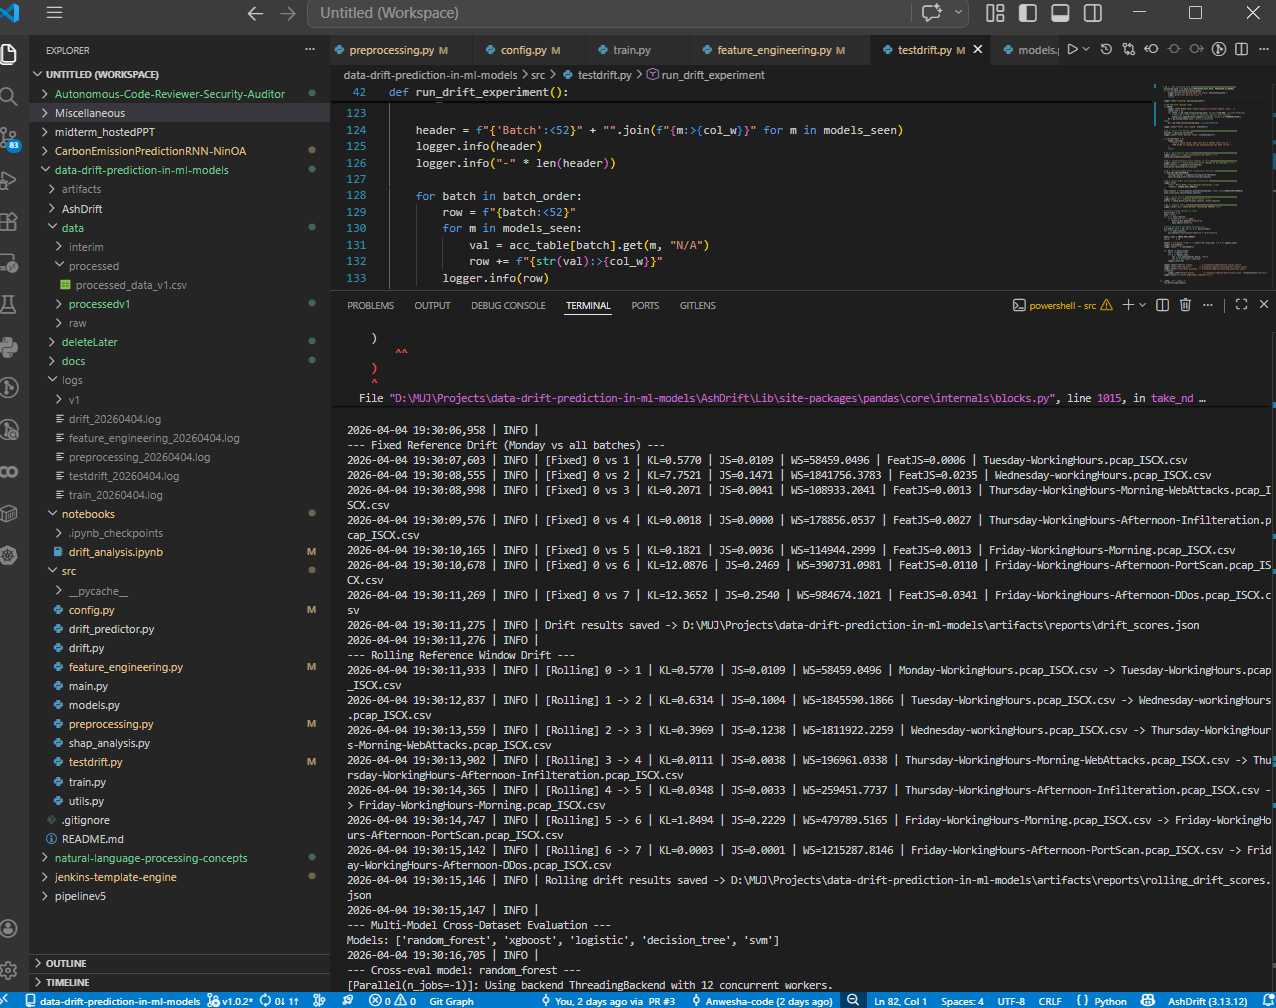 Untitled (Workspace)
EXPLORER
UNTITLED (WORKSPACE)
Autonomous-Code-Reviewer-Security-Auditor
Miscellaneous
midterm_hostedPPT
CarbonEmissionPredictionRNN-NinOA
data-drift-prediction-in-ml-models
artifacts
AshDrift
data
interim
processed
processed_data_v1.csv
processedv1
raw
deleteLater
docs
logs
v1
drift_20260404.log
feature_engineering_20260404.log
preprocessing_20260404.log
testdrift_20260404.log
train_20260404.log
notebooks
.ipynb_checkpoints
drift_analysis.ipynb M
src
__pycache__
config.py M
drift_predictor.py
drift.py
feature_engineering.py M
main.py
models.py
preprocessing.py M
shap_analysis.py
testdrift.py M
train.py
utils.py
.gitignore
README.md
natural-language-processing-concepts
jenkins-template-engine
pipelinev5
OUTLINE
TIMELINE
83
preprocessing.py M config.py M train.py feature_engineering.py M testdrift.py M models.
data-drift-prediction-in-ml-models > src > testdrift.py > run_drift_experiment
42 def run_drift_experiment():
123
124 header = f"{'Batch':<52}" + "".join(f"{m:>{col_w}}" for m in models_seen)
125 logger.info(header)
126 logger.info("-" * len(header))
127
128 for batch in batch_order:
129 row = f"{batch:<52}"
130 for m in models_seen:
131 val = acc_table[batch].get(m, "N/A")
132 row += f"{str(val):>{col_w}}"
133 logger.info(row)
PROBLEMS OUTPUT DEBUG CONSOLE TERMINAL PORTS GITLENS
powershell - src
)
^^
)
^
File "D:\MUJ\Projects\data-drift-prediction-in-ml-models\AshDrift\Lib\site-packages\pandas\core\internals\blocks.py", line 1015, in take_nd …
2026-04-04 19:30:06,958 | INFO |
--- Fixed Reference Drift (Monday vs all batches) ---
2026-04-04 19:30:07,603 | INFO | [Fixed] 0 vs 1 | KL=0.5770 | JS=0.0109 | WS=58459.0496 | FeatJS=0.0006 | Tuesday-WorkingHours.pcap_ISCX.csv
2026-04-04 19:30:08,555 | INFO | [Fixed] 0 vs 2 | KL=7.7521 | JS=0.1471 | WS=1841756.3783 | FeatJS=0.0235 | Wednesday-workingHours.pcap_ISCX.csv
2026-04-04 19:30:08,998 | INFO | [Fixed] 0 vs 3 | KL=0.2071 | JS=0.0041 | WS=108933.2041 | FeatJS=0.0013 | Thursday-WorkingHours-Morning-WebAttacks.pcap_I
SCX.csv
2026-04-04 19:30:09,576 | INFO | [Fixed] 0 vs 4 | KL=0.0018 | JS=0.0000 | WS=178856.0537 | FeatJS=0.0027 | Thursday-WorkingHours-Afternoon-Infilteration.p
cap_ISCX.csv
2026-04-04 19:30:10,165 | INFO | [Fixed] 0 vs 5 | KL=0.1821 | JS=0.0036 | WS=114944.2999 | FeatJS=0.0013 | Friday-WorkingHours-Morning.pcap_ISCX.csv
2026-04-04 19:30:10,678 | INFO | [Fixed] 0 vs 6 | KL=12.0876 | JS=0.2469 | WS=390731.0981 | FeatJS=0.0110 | Friday-WorkingHours-Afternoon-PortScan.pcap_IS
CX.csv
2026-04-04 19:30:11,269 | INFO | [Fixed] 0 vs 7 | KL=12.3652 | JS=0.2540 | WS=984674.1021 | FeatJS=0.0341 | Friday-WorkingHours-Afternoon-DDos.pcap_ISCX.c
sv
2026-04-04 19:30:11,275 | INFO | Drift results saved -> D:\MUJ\Projects\data-drift-prediction-in-ml-models\artifacts\reports\drift_scores.json
2026-04-04 19:30:11,276 | INFO |
--- Rolling Reference Window Drift ---
2026-04-04 19:30:11,933 | INFO | [Rolling] 0 -> 1 | KL=0.5770 | JS=0.0109 | WS=58459.0496 | Monday-WorkingHours.pcap_ISCX.csv -> Tuesday-WorkingHours.pcap
_ISCX.csv
2026-04-04 19:30:12,837 | INFO | [Rolling] 1 -> 2 | KL=0.6314 | JS=0.1004 | WS=1845590.1866 | Tuesday-WorkingHours.pcap_ISCX.csv -> Wednesday-workingHours
.pcap_ISCX.csv
2026-04-04 19:30:13,559 | INFO | [Rolling] 2 -> 3 | KL=0.3969 | JS=0.1238 | WS=1811922.2259 | Wednesday-workingHours.pcap_ISCX.csv -> Thursday-WorkingHour
s-Morning-WebAttacks.pcap_ISCX.csv
2026-04-04 19:30:13,902 | INFO | [Rolling] 3 -> 4 | KL=0.0111 | JS=0.0038 | WS=196961.0338 | Thursday-WorkingHours-Morning-WebAttacks.pcap_ISCX.csv -> Thu
rsday-WorkingHours-Afternoon-Infilteration.pcap_ISCX.csv
2026-04-04 19:30:14,365 | INFO | [Rolling] 4 -> 5 | KL=0.0348 | JS=0.0033 | WS=259451.7737 | Thursday-WorkingHours-Afternoon-Infilteration.pcap_ISCX.csv -
> Friday-WorkingHours-Morning.pcap_ISCX.csv
2026-04-04 19:30:14,747 | INFO | [Rolling] 5 -> 6 | KL=1.8494 | JS=0.2229 | WS=479789.5165 | Friday-WorkingHours-Morning.pcap_ISCX.csv -> Friday-WorkingHo
urs-Afternoon-PortScan.pcap_ISCX.csv
2026-04-04 19:30:15,142 | INFO | [Rolling] 6 -> 7 | KL=0.0003 | JS=0.0001 | WS=1215287.8146 | Friday-WorkingHours-Afternoon-PortScan.pcap_ISCX.csv -> Frid
ay-WorkingHours-Afternoon-DDos.pcap_ISCX.csv
2026-04-04 19:30:15,146 | INFO | Rolling drift results saved -> D:\MUJ\Projects\data-drift-prediction-in-ml-models\artifacts\reports\rolling_drift_scores.
json
2026-04-04 19:30:15,147 | INFO |
--- Multi-Model Cross-Dataset Evaluation ---
Models: ['random_forest', 'xgboost', 'logistic', 'decision_tree', 'svm']
2026-04-04 19:30:16,705 | INFO |
--- Cross-eval model: random_forest ---
[Parallel(n_jobs=-1)]: Using backend ThreadingBackend with 12 concurrent workers.
data-drift-prediction-in-ml-models v1.0.2* 0↓ 1↑ 0 0 Git Graph You, 2 days ago via PR #3 Anwesha-code (2 days ago) Ln 82, Col 1 Spaces: 4 UTF-8 CRLF {} Python AshDrift (3.13.12)